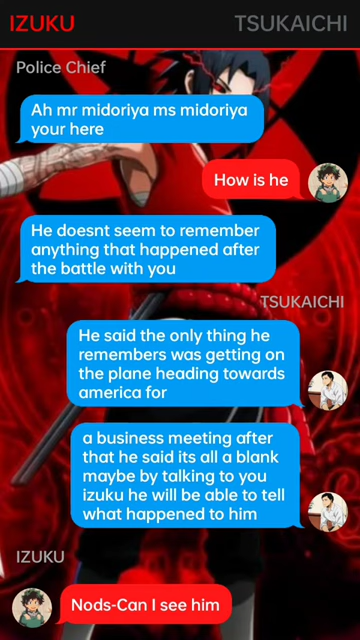 IZUKU TSUKAICHI
Police Chief
Ah mr midoriya ms midoriya
your here
How is he
He doesnt seem to remember
anything that happened after
the battle with you
TSUKAICHI
He said the only thing he
remembers was getting on
the plane heading towards
america for
a business meeting after
that he said its all a blank
maybe by talking to you
izuku he will be able to tell
what happened to him
IZUKU
Nods-Can I see him